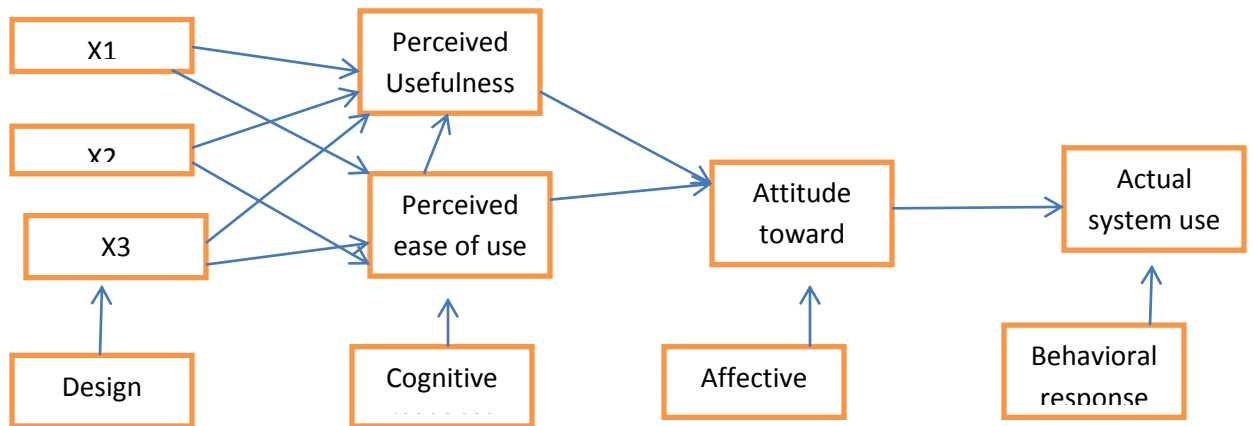 X1
X2
X3
Design
Perceived
Usefulness
Perceived
ease of use
Cognitive
Attitude
toward
Affective
Actual
system use
Behavioral
response